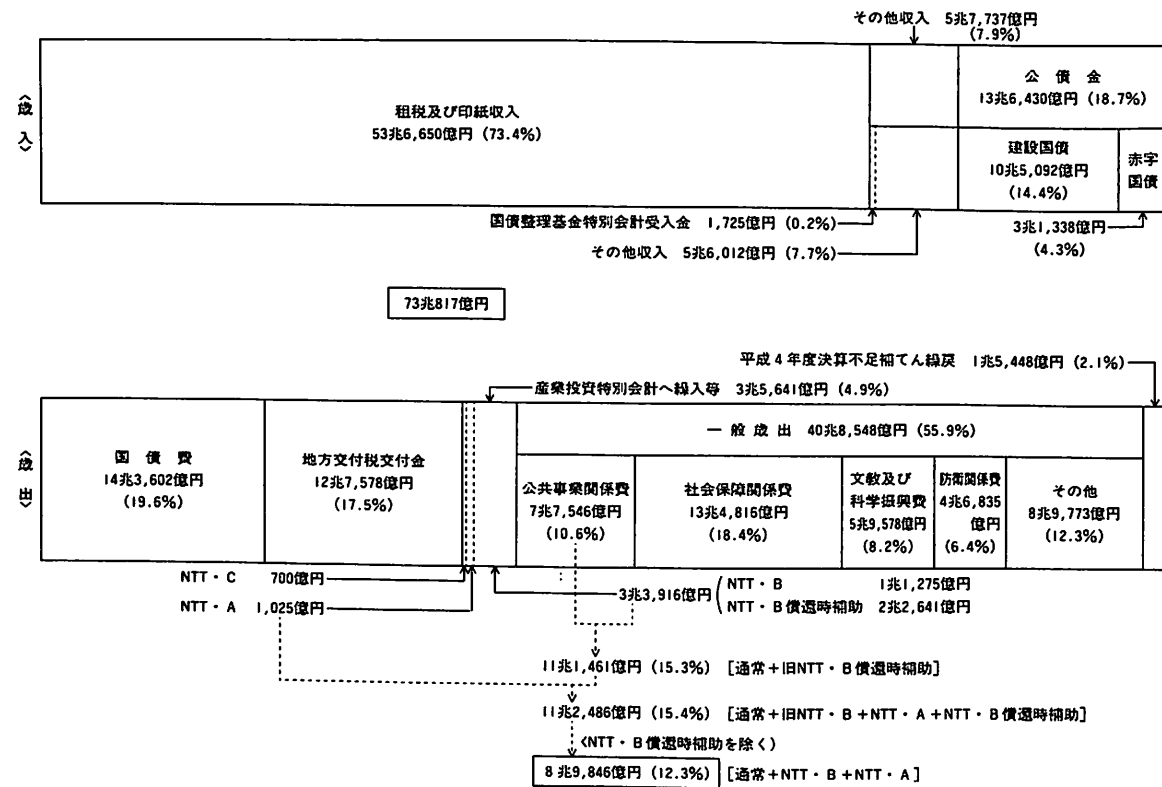 その他収入 5兆7,737億円
(7.9%)
〈歳入〉
租税及び印紙収入
53兆6,650億円 (73.4%)
公債金
13兆6,430億円 (18.7%)
建設国債
10兆5,092億円
(14.4%)
赤字
国債
国債整理基金特別会計受入金 1,725億円 (0.2%)
その他収入 5兆6,012億円 (7.7%)
3兆1,338億円
(4.3%)
73兆817億円
平成4年度決算不足補てん繰戻 1兆5,448億円 (2.1%)
産業投資特別会計へ繰入等 3兆5,641億円 (4.9%)
〈歳出〉
国債費
14兆3,602億円
(19.6%)
地方交付税交付金
12兆7,578億円
(17.5%)
一般歳出 40兆8,548億円 (55.9%)
公共事業関係費
7兆7,546億円
(10.6%)
社会保障関係費
13兆4,816億円
(18.4%)
文教及び
科学振興費
5兆9,578億円
(8.2%)
防衛関係費
4兆6,835
億円
(6.4%)
その他
8兆9,773億円
(12.3%)
NTT・C 700億円
NTT・A 1,025億円
3兆3,916億円
NTT・B 1兆1,275億円
NTT・B償還時補助 2兆2,641億円
11兆1,461億円 (15.3%) [通常+旧NTT・B償還時補助]
11兆2,486億円 (15.4%) [通常+旧NTT・B+NTT・A+NTT・B償還時補助]
〈NTT・B償還時補助を除く〉
8兆9,846億円 (12.3%) [通常+NTT・B+NTT・A]